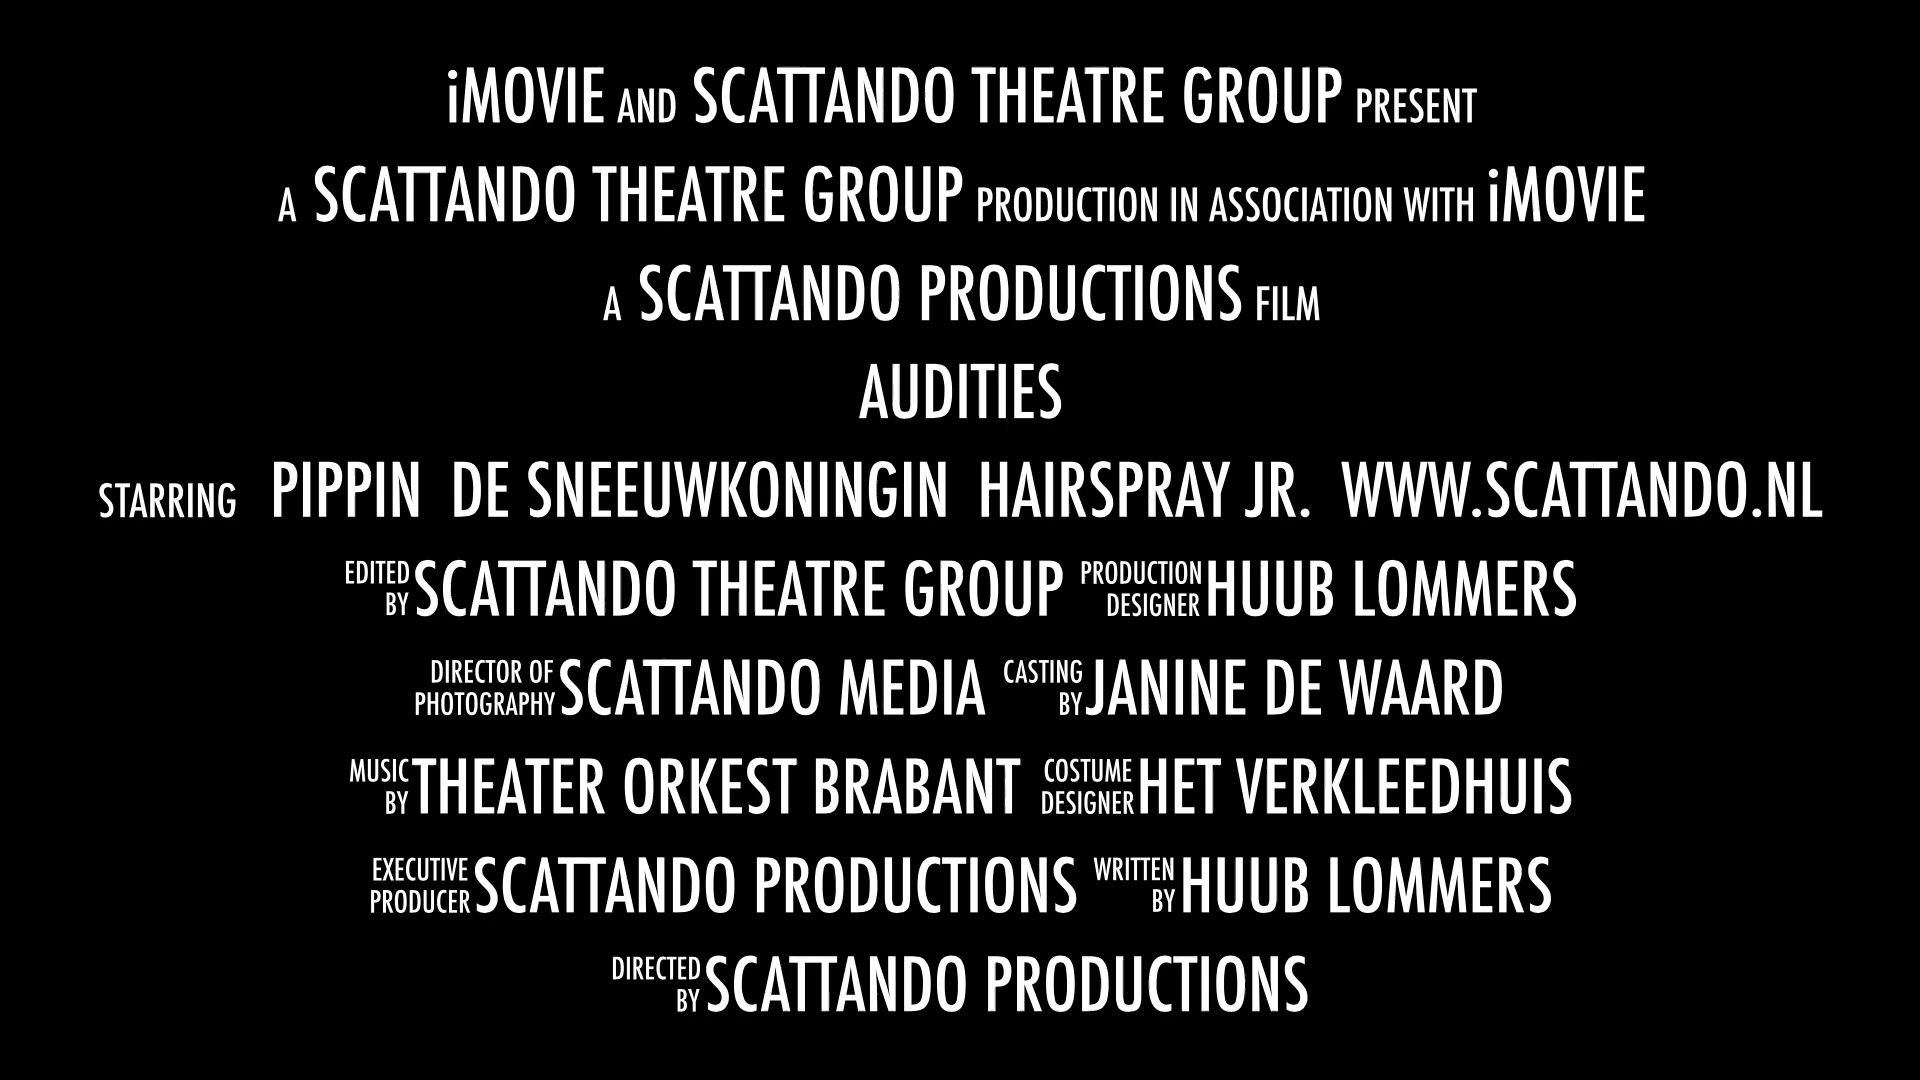 iMOVIE AND SCATTANDO THEATRE GROUP PRESENT
A SCATTANDO THEATRE GROUP PRODUCTION IN ASSOCIATION WITH iMOVIE
A SCATTANDO PRODUCTIONS FILM
AUDITIES
STARRING PIPPIN DE SNEEUWKONINGIN HAIRSPRAY JR. WWW.SCATTANDO.NL
EDITED BY SCATTANDO THEATRE GROUP PRODUCTION DESIGNER HUUB LOMMERS
DIRECTOR OF PHOTOGRAPHY SCATTANDO MEDIA CASTING BY JANINE DE WAARD
MUSIC BY THEATER ORKEST BRABANT COSTUME DESIGNER HET VERKLEEDHUIS
EXECUTIVE PRODUCER SCATTANDO PRODUCTIONS WRITTEN BY HUUB LOMMERS
DIRECTED BY SCATTANDO PRODUCTIONS